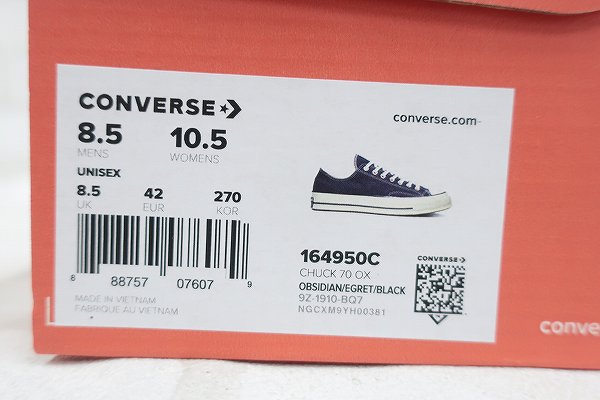 CONVERSE
converse.com
8.5 10.5
MENS WOMENS
UNISEX
8.5 42 270
UK EUR KOR
8 88757 07607 9
MADE IN VIETNAM
FABRIQUE AU VIETNAM
164950C
CHUCK 70 OX
OBSIDIAN/EGRET/BLACK
9Z-1910-BQ7
NGCXM9YH00381
CONVERSE
conve